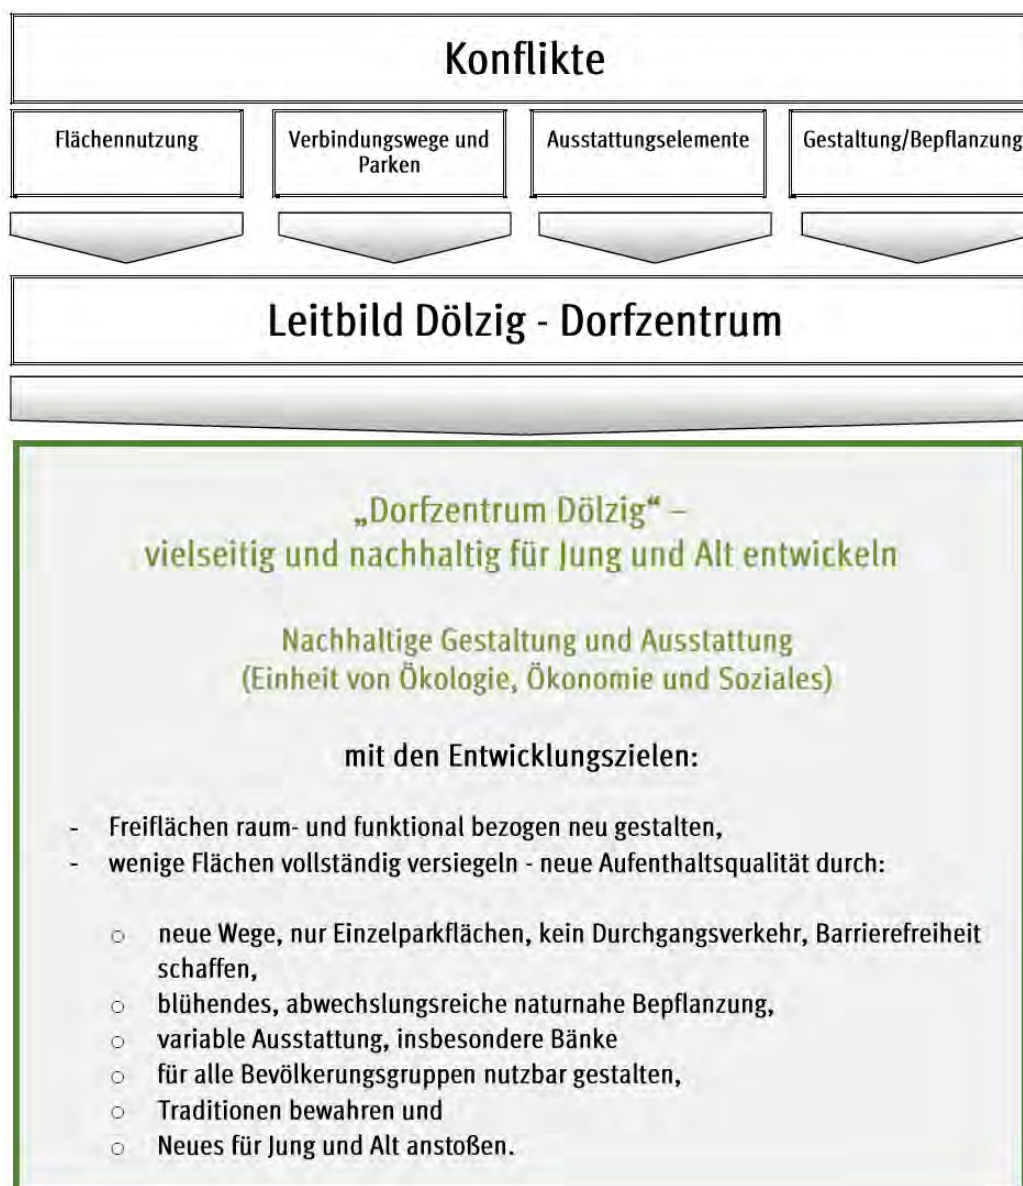 Konflikte
Flächennutzung
Verbindungswege und
Parken
Ausstattungselemente
Gestaltung/Bepflanzung
Leitbild Dölzig - Dorfzentrum
„Dorfzentrum Dölzig“ –
vielseitig und nachhaltig für Jung und Alt entwickeln
Nachhaltige Gestaltung und Ausstattung
(Einheit von Ökologie, Ökonomie und Soziales)
mit den Entwicklungszielen:
- Freiflächen raum- und funktional bezogen neu gestalten,
- wenige Flächen vollständig versiegeln - neue Aufenthaltsqualität durch:
○ neue Wege, nur Einzelparkflächen, kein Durchgangsverkehr, Barrierefreiheit
schaffen,
○ blühendes, abwechslungsreiche naturnahe Bepflanzung,
○ variable Ausstattung, insbesondere Bänke
○ für alle Bevölkerungsgruppen nutzbar gestalten,
○ Traditionen bewahren und
○ Neues für Jung und Alt anstoßen.